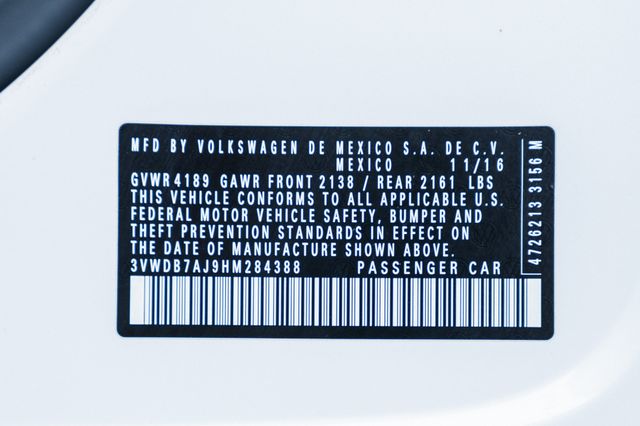 MFD BY VOLKSWAGEN DE MEXICO S.A. DE C.V.
MEXICO 11/16
GVWR 4189 GAWR FRONT 2138 / REAR 2161 LBS
THIS VEHICLE CONFORMS TO ALL APPLICABLE U.S.
FEDERAL MOTOR VEHICLE SAFETY, BUMPER AND
THEFT PREVENTION STANDARDS IN EFFECT ON
THE DATE OF MANUFACTURE SHOWN ABOVE.
3VWDB7AJ9HM284388 PASSENGER CAR
4726213 3156 M